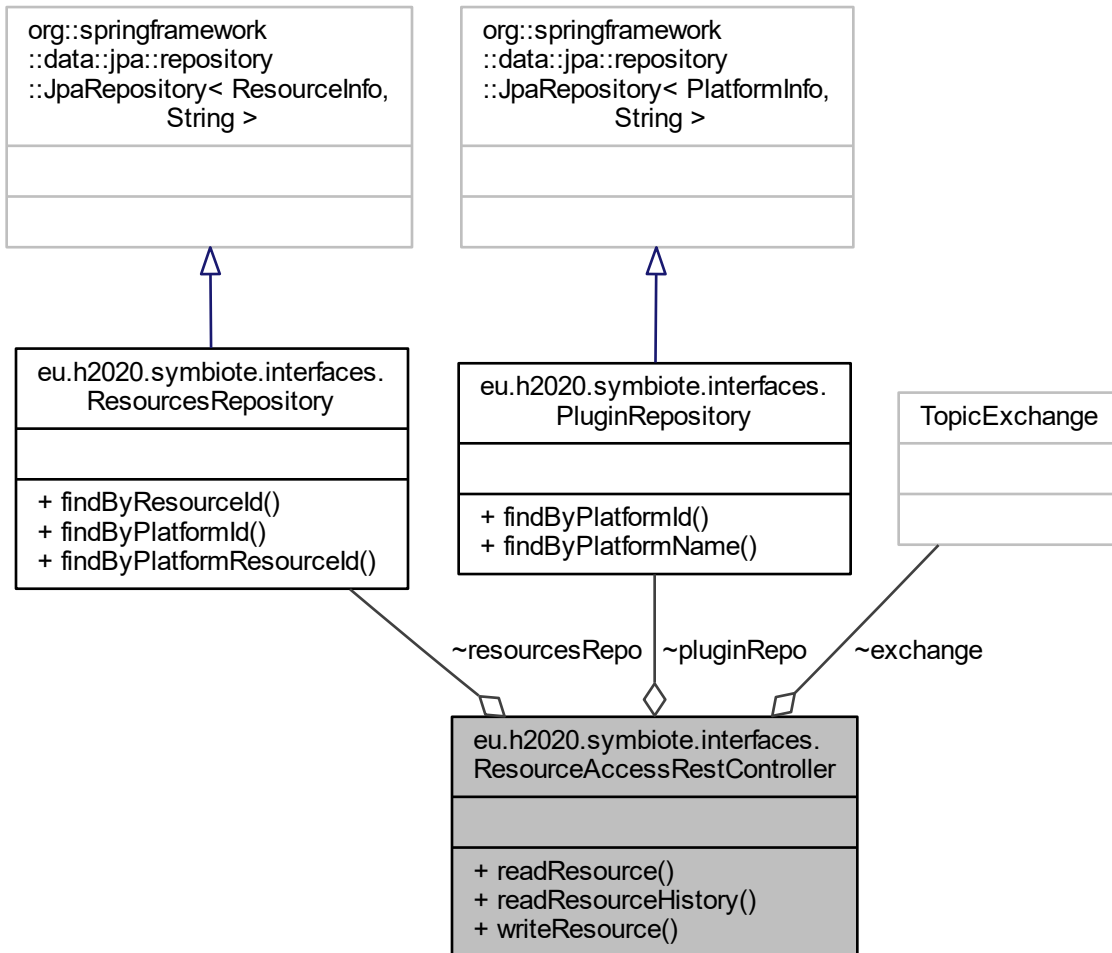 org::springframework
::data::jpa::repository
::JpaRepository< ResourceInfo,
String >
org::springframework
::data::jpa::repository
::JpaRepository< PlatformInfo,
String >
eu.h2020.symbiote.interfaces.
ResourcesRepository
+ findByResourceId()
+ findByPlatformId()
+ findByPlatformResourceId()
eu.h2020.symbiote.interfaces.
PluginRepository
+ findByPlatformId()
+ findByPlatformName()
TopicExchange
~resourcesRepo
~pluginRepo
~exchange
eu.h2020.symbiote.interfaces.
ResourceAccessRestController
+ readResource()
+ readResourceHistory()
+ writeResource()